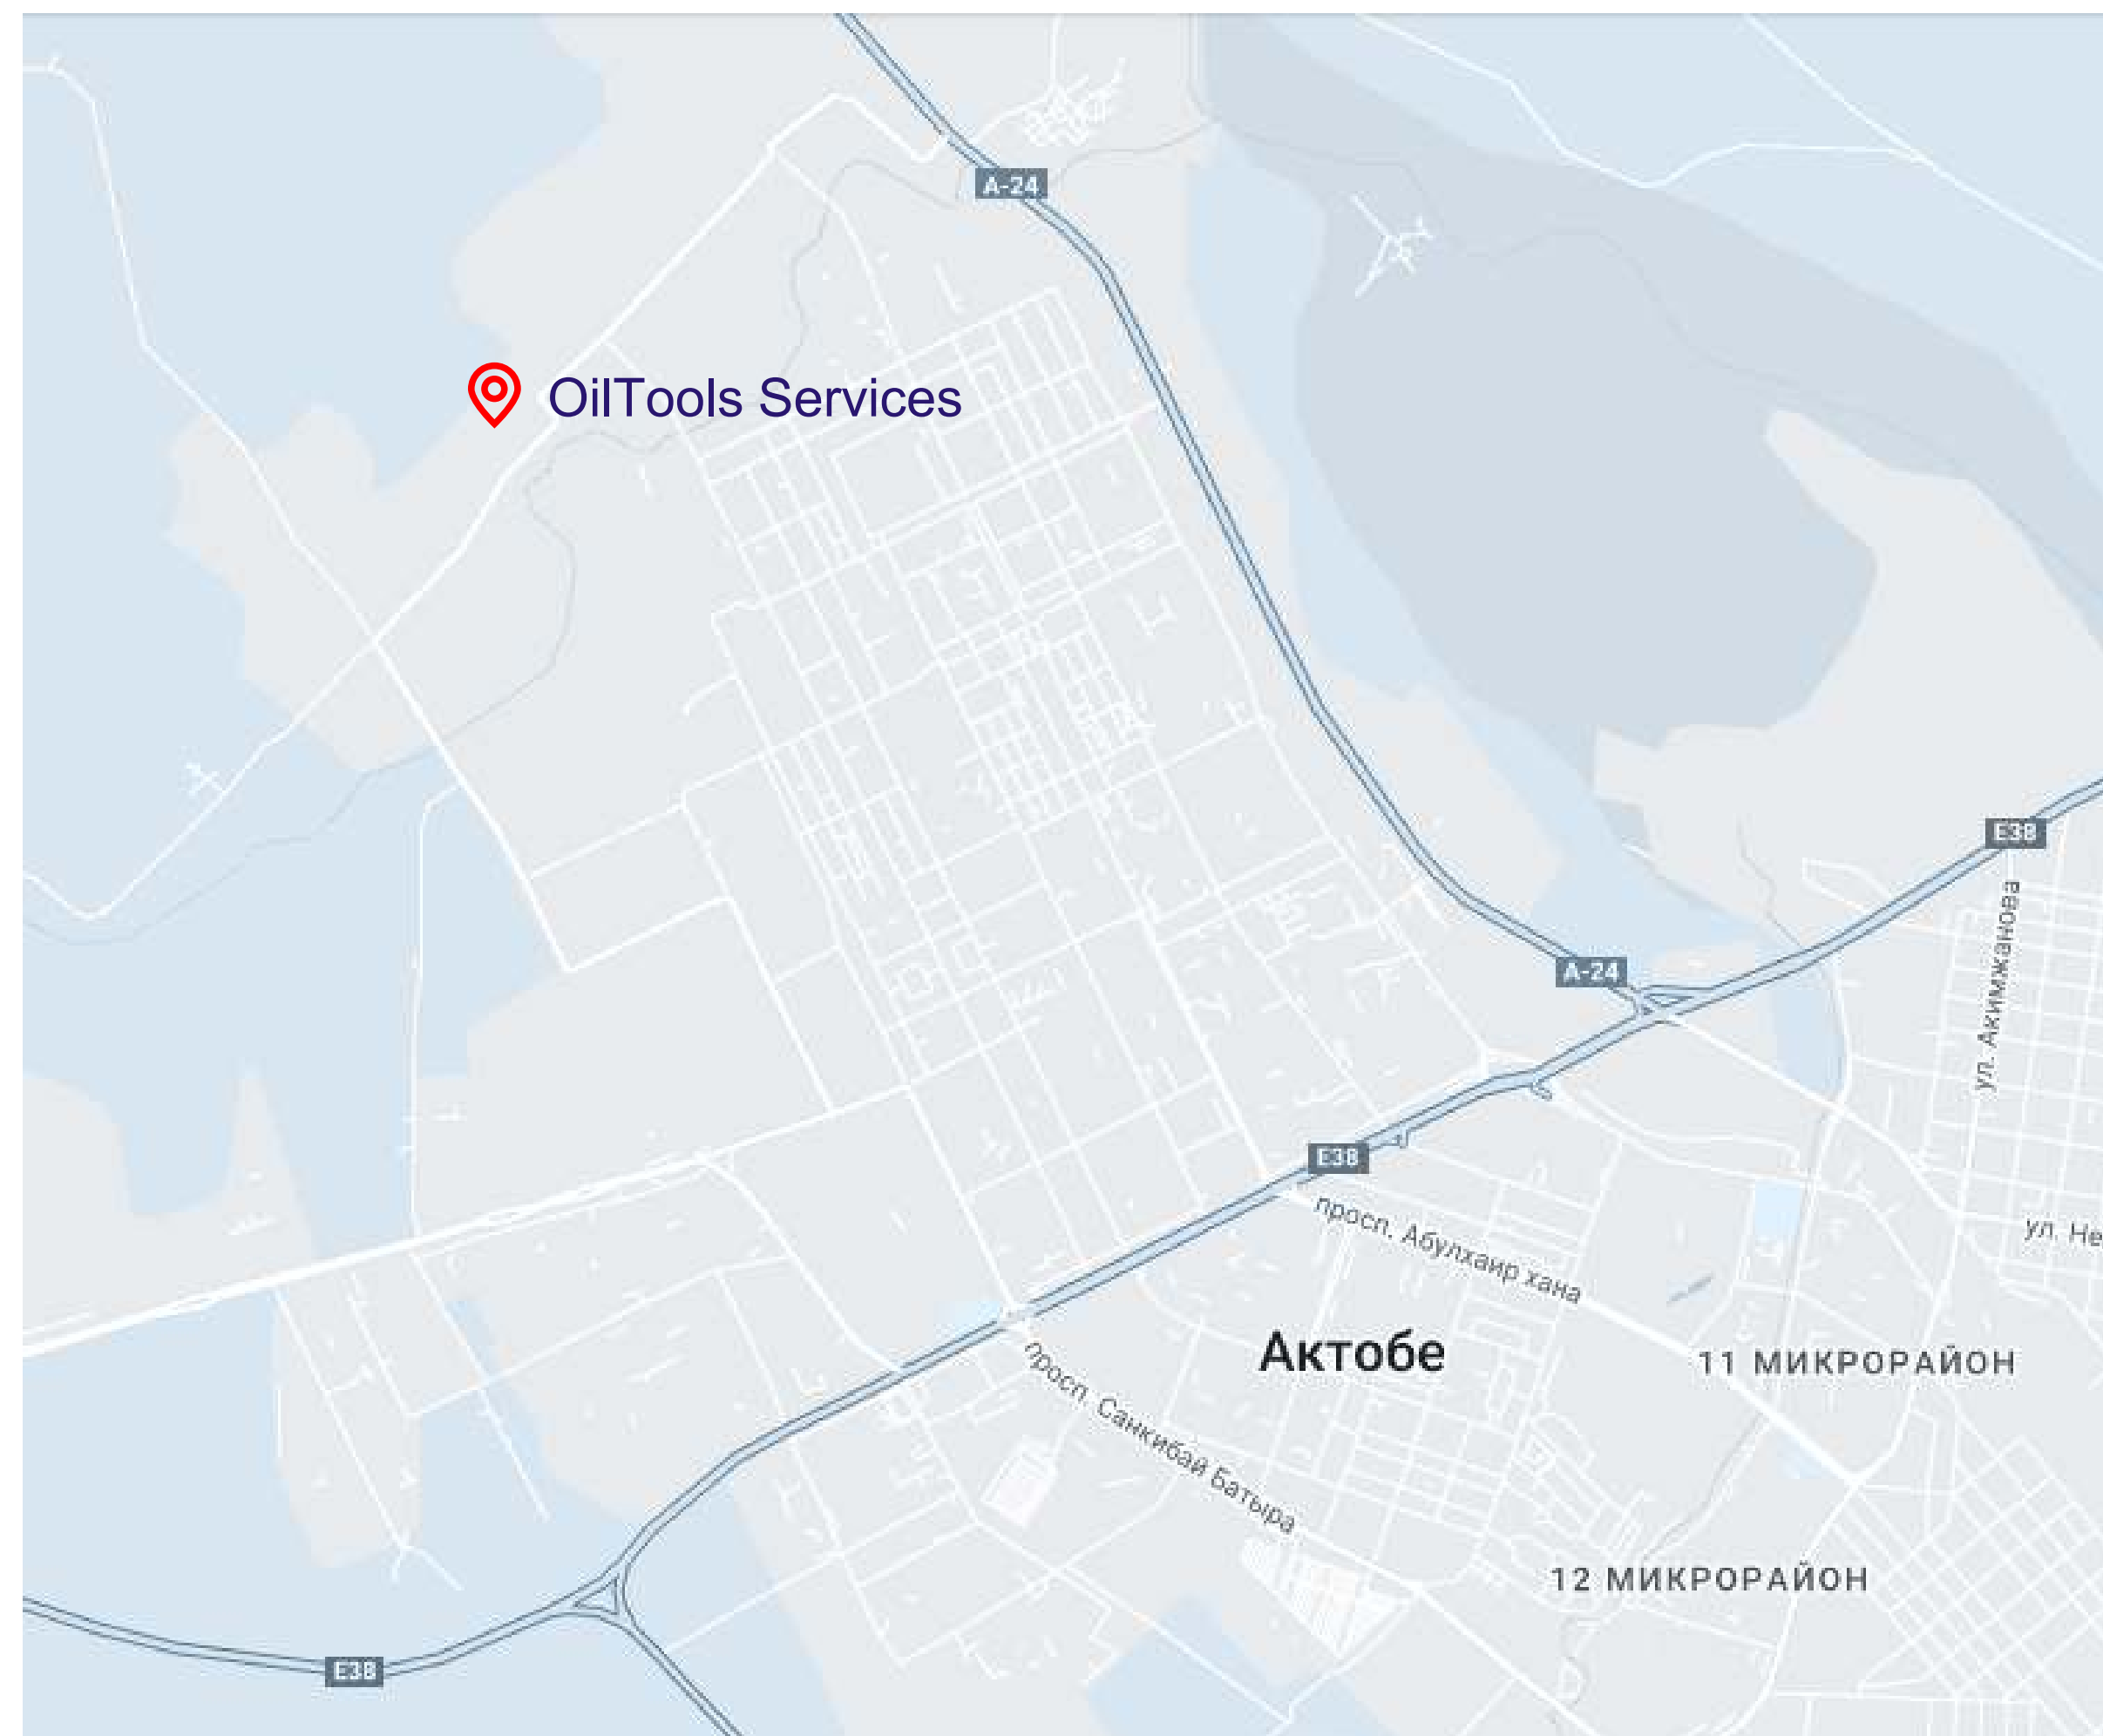 A-24
OilTools Services
E38
ул. Акимжанова
A-24
E38
просп. Абулхаир хана
ул. Не
Актобе
11 МИКРОРАЙОН
просп. Санкибай Батыра
12 МИКРОРАЙОН
E38